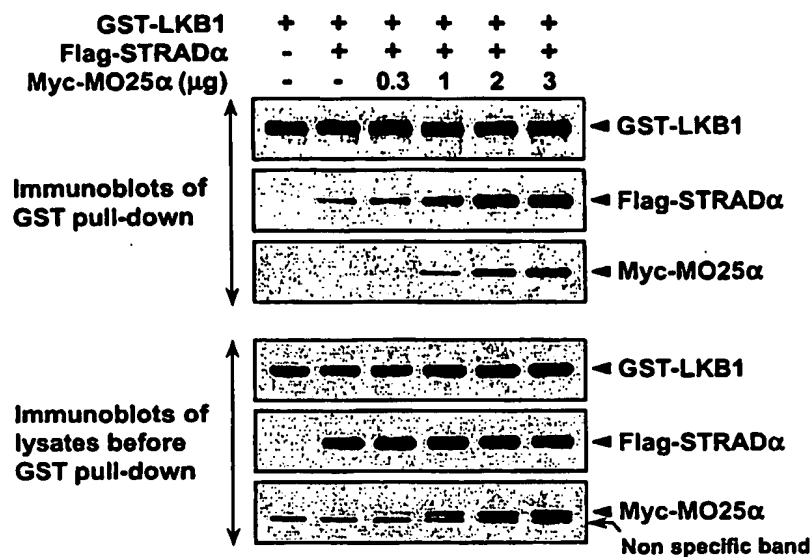 GST-LKB1 + + + + + +
Flag-STRADα - + + + + +
Myc-MO25α (μg) - - 0.3 1 2 3
Immunoblots of
GST pull-down
GST-LKB1
Flag-STRADα
Myc-MO25α
Immunoblots of
lysates before
GST pull-down
GST-LKB1
Flag-STRADα
Myc-MO25α
Non specific band